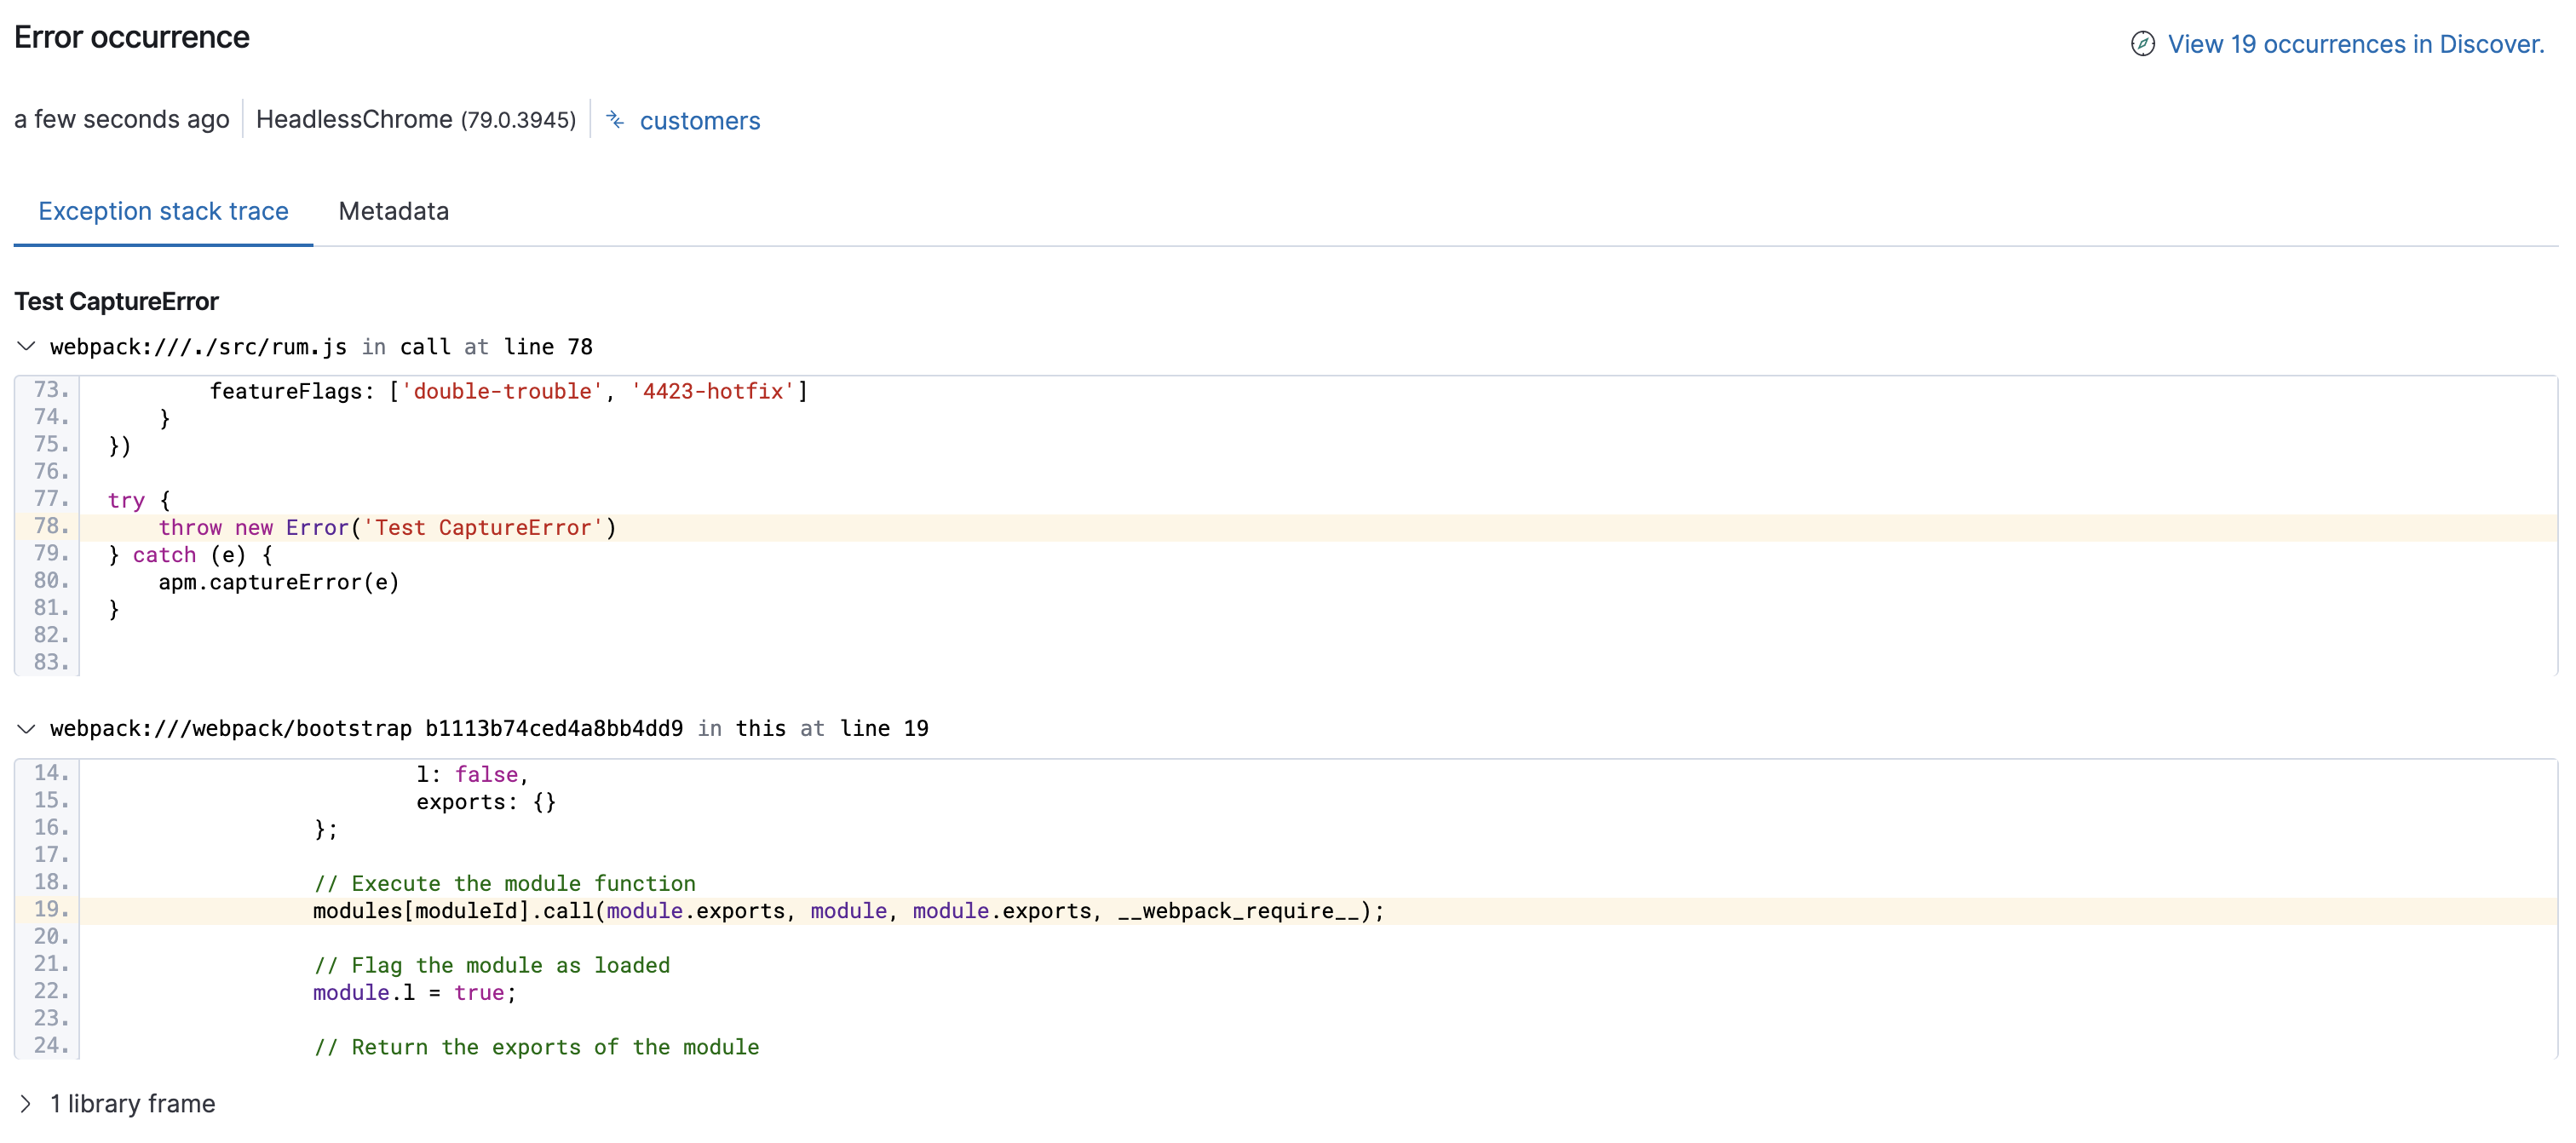 Error occurrence
View 19 occurrences in Discover.
a few seconds ago HeadlessChrome (79.0.3945) customers
Exception stack trace Metadata
Test CaptureError
webpack:///./src/rum.js in call at line 78
73. featureFlags: ['double-trouble', '4423-hotfix']
74. }
75. })
76.
77. try {
78. throw new Error('Test CaptureError')
79. } catch (e) {
80. apm.captureError(e)
81. }
82.
83.
webpack:///webpack/bootstrap b1113b74ced4a8bb4dd9 in this at line 19
14. l: false,
15. exports: {}
16. };
17.
18. // Execute the module function
19. modules[moduleId].call(module.exports, module, module.exports, __webpack_require__);
20.
21. // Flag the module as loaded
22. module.l = true;
23.
24. // Return the exports of the module
1 library frame